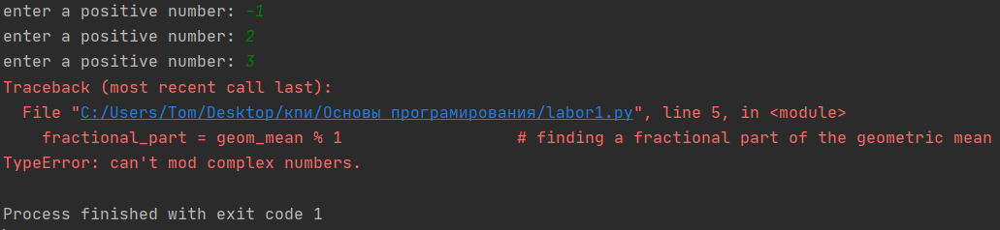 enter a positive number: -1
enter a positive number: 2
enter a positive number: 3
Traceback (most recent call last):
  File "C:/Users/Tom/Desktop/кпи/Основы програмирования/labor1.py", line 5, in <module>
    fractional_part = geom_mean % 1                  # finding a fractional part of the geometric mean
TypeError: can't mod complex numbers.
Process finished with exit code 1